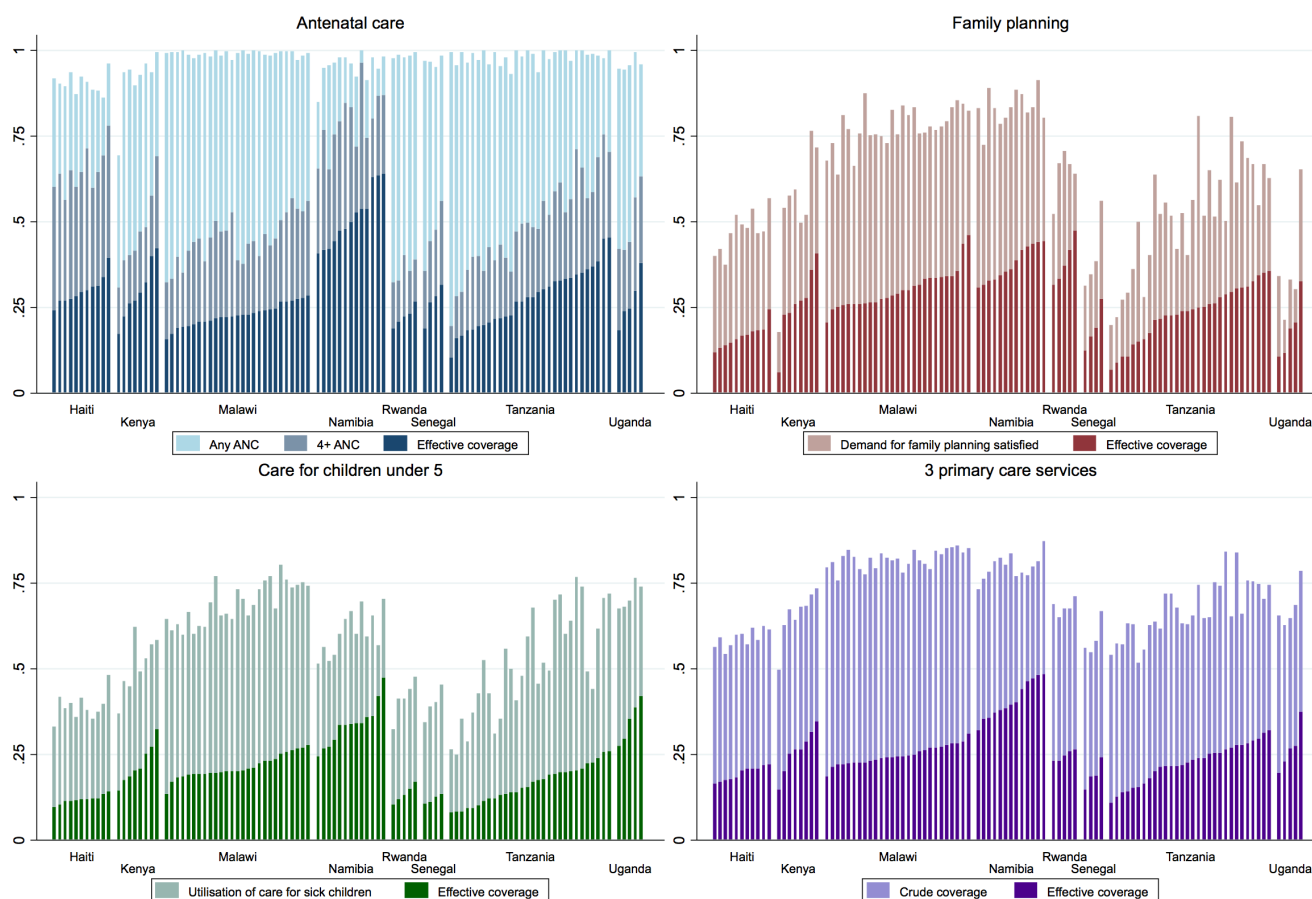 Antenatal care
1
.75
.5
.25
0
Haiti
Kenya
Malawi
Namibia
Rwanda
Senegal
Tanzania
Uganda
Any ANC
4+ ANC
Effective coverage
Family planning
1
.75
.5
.25
0
Haiti
Kenya
Malawi
Namibia
Rwanda
Senegal
Tanzania
Uganda
Demand for family planning satisfied
Effective coverage
Care for children under 5
1
.75
.5
.25
0
Haiti
Kenya
Malawi
Namibia
Rwanda
Senegal
Tanzania
Uganda
Utilisation of care for sick children
Effective coverage
3 primary care services
1
.75
.5
.25
0
Haiti
Kenya
Malawi
Namibia
Rwanda
Senegal
Tanzania
Uganda
Crude coverage
Effective coverage